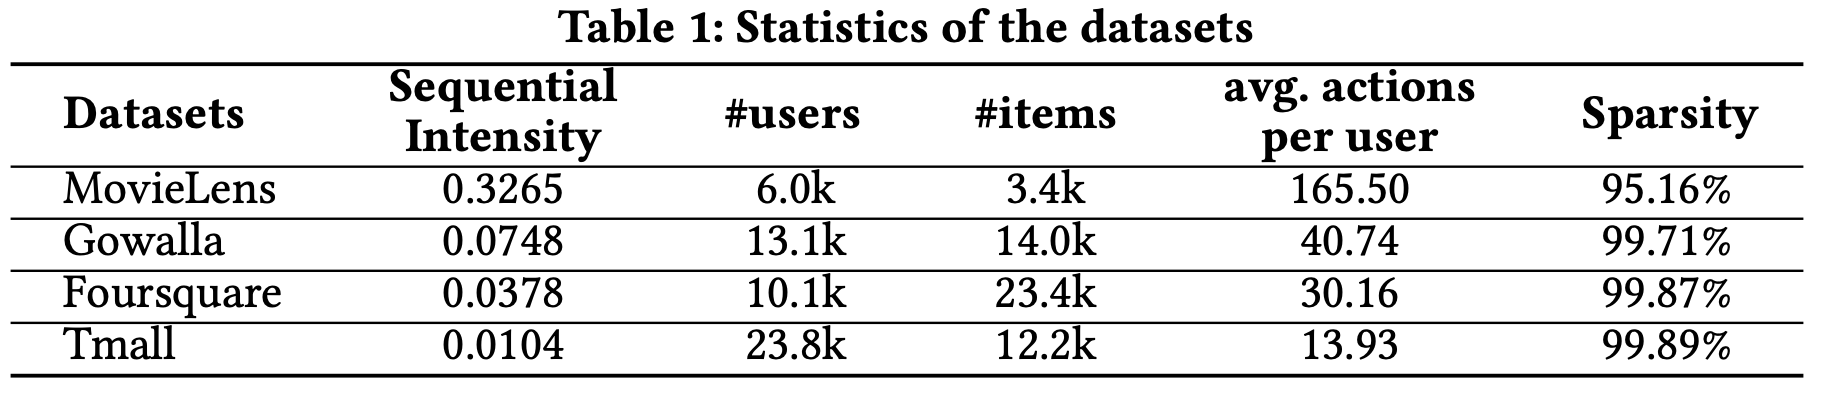 Table 1: Statistics of the datasets
Datasets Sequential Intensity #users #items avg. actions per user Sparsity
MovieLens 0.3265 6.0k 3.4k 165.50 95.16%
Gowalla 0.0748 13.1k 14.0k 40.74 99.71%
Foursquare 0.0378 10.1k 23.4k 30.16 99.87%
Tmall 0.0104 23.8k 12.2k 13.93 99.89%